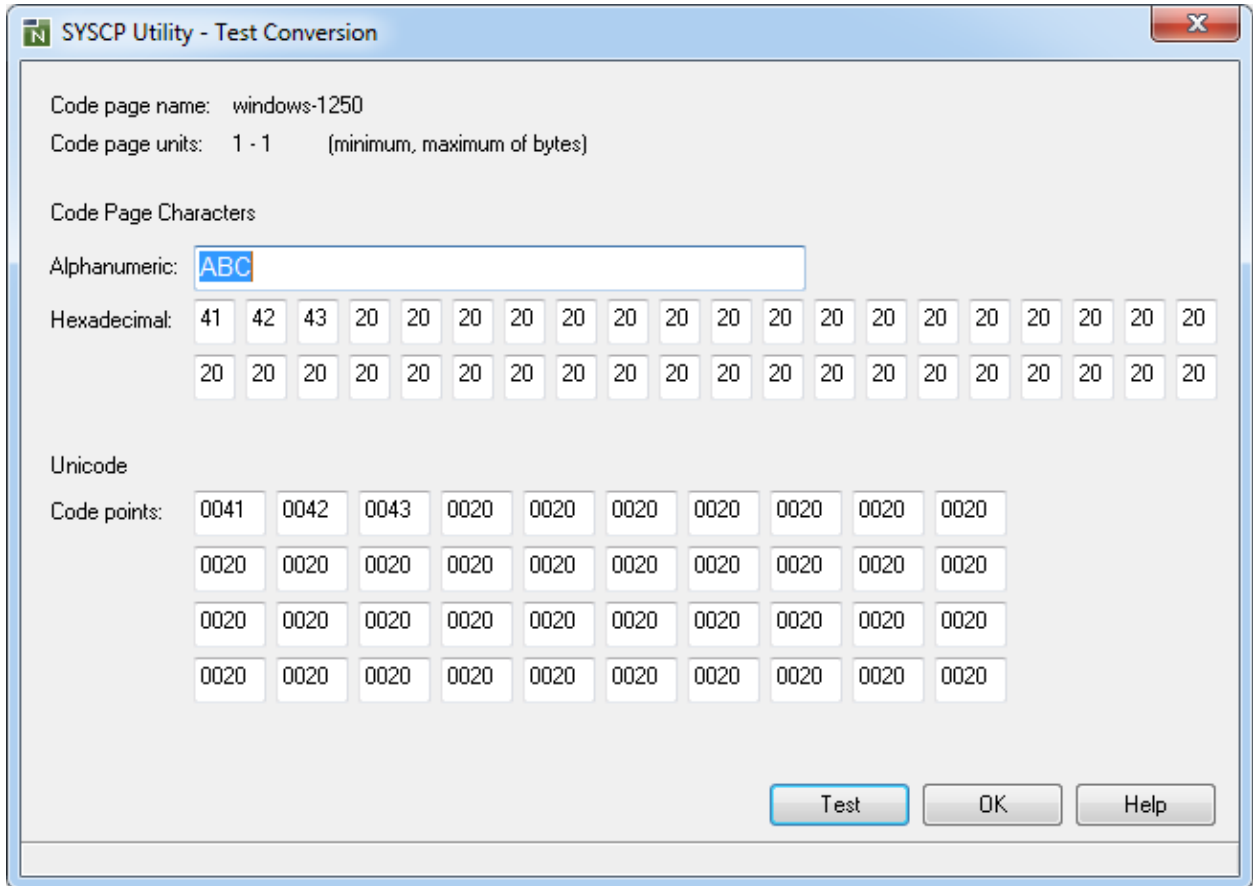 SYSCP Utility - Test Conversion
Code page name: windows-1250
Code page units: 1 - 1 (minimum, maximum of bytes)
Code Page Characters
Alphanumeric: ABC
Hexadecimal: 41 42 43 20 20 20 20 20 20 20 20 20 20 20 20 20 20 20 20 20
20 20 20 20 20 20 20 20 20 20 20 20 20 20 20 20 20 20 20 20
Unicode
Code points: 0041 0042 0043 0020 0020 0020 0020 0020 0020 0020
0020 0020 0020 0020 0020 0020 0020 0020 0020 0020
0020 0020 0020 0020 0020 0020 0020 0020 0020 0020
0020 0020 0020 0020 0020 0020 0020 0020 0020 0020
Test OK Help